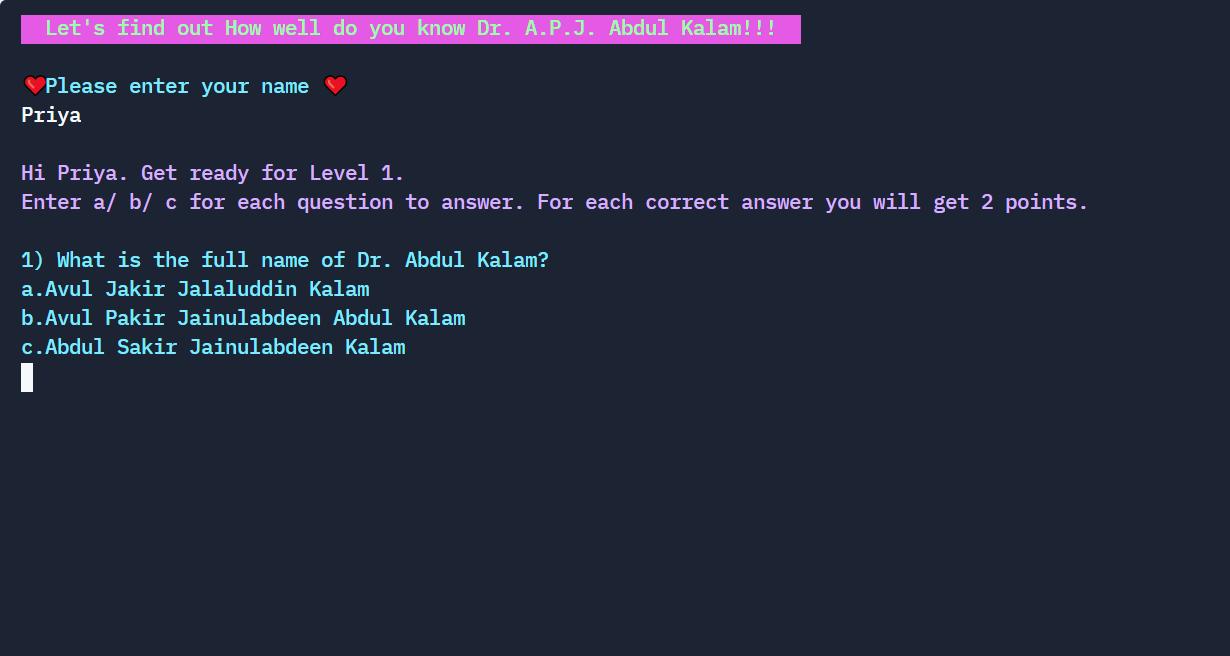 Let's find out How well do you know Dr. A.P.J. Abdul Kalam!!!
❤️Please enter your name ❤️
Priya
Hi Priya. Get ready for Level 1.
Enter a/ b/ c for each question to answer. For each correct answer you will get 2 points.
1) What is the full name of Dr. Abdul Kalam?
a.Avul Jakir Jalaluddin Kalam
b.Avul Pakir Jainulabdeen Abdul Kalam
c.Abdul Sakir Jainulabdeen Kalam